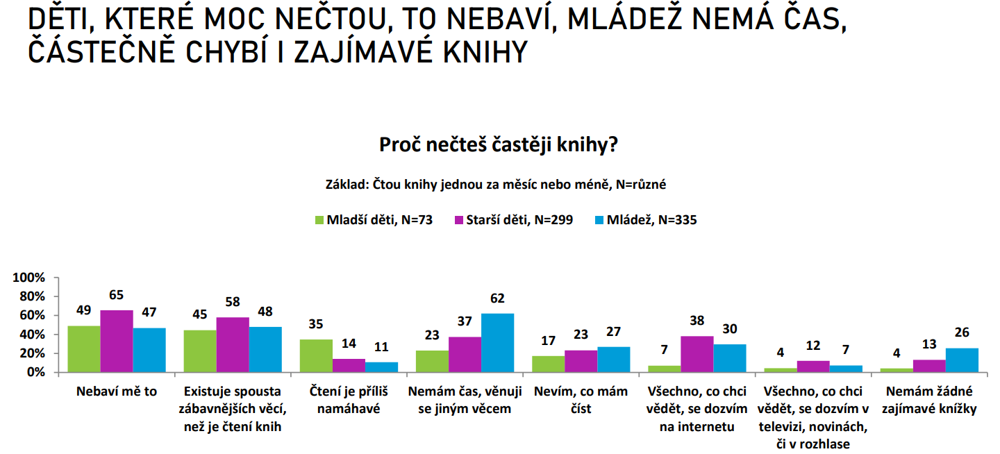 DĚTI, KTERÉ MOC NEČTOU, TO NEBAVÍ, MLÁDEŽ NEMÁ ČAS,
ČÁSTEČNĚ CHYBÍ I ZAJÍMAVÉ KNIHY
Proč nečteš častěji knihy?
Základ: Čtou knihy jednou za měsíc nebo méně, N=různé
Mladší děti, N=73 Starší děti, N=299 Mládež, N=335
100%
80%
60%
40%
20%
0%
49 65 47
45 58 48
35 14 11
23 37 62
17 23 27
7 38 30
4 12 7
4 13 26
Nebaví mě to
Existuje spousta
zábavnějších věcí,
než je čtení knih
Čtení je příliš
namáhavé
Nemám čas, věnuji
se jiným věcem
Nevím, co mám
číst
Všechno, co chci
vědět, se dozvím
na internetu
Všechno, co chci
vědět, se dozvím v
televizi, novinách,
či v rozhlase
Nemám žádné
zajímavé knížky